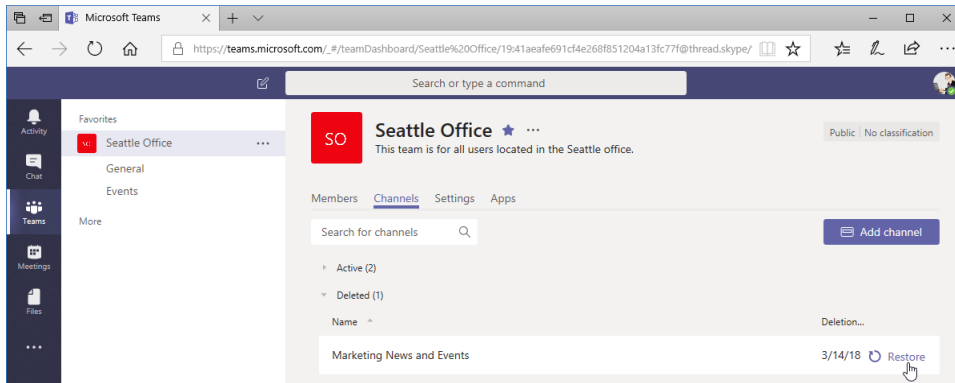 Microsoft Teams
https://teams.microsoft.com/_#/teamDashboard/Seattle%20Office/19:41aeafe691cf4e268f851204a13fc77f@thread.skype/
Search or type a command
Activity
Chat
Teams
Meetings
Files
Favorites
SO Seattle Office
General
Events
More
SO
Seattle Office
This team is for all users located in the Seattle office.
Public No classification
Members Channels Settings Apps
Search for channels
Add channel
Active (2)
Deleted (1)
Name Deletion...
Marketing News and Events 3/14/18 Restore